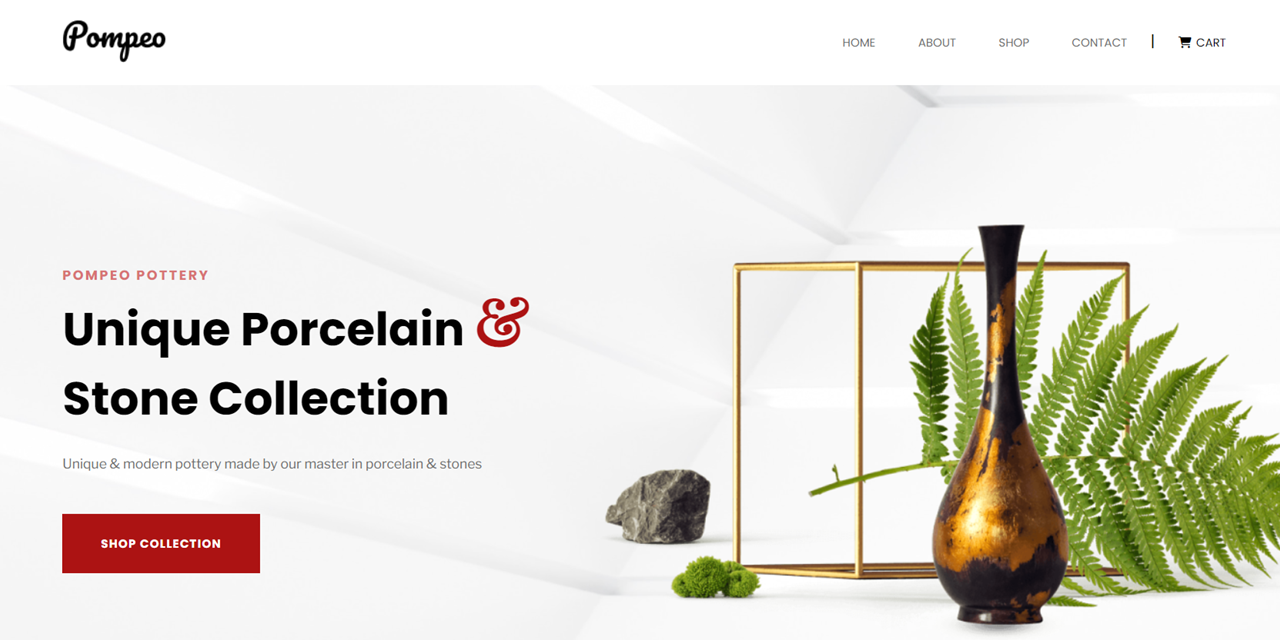 Pompeo
HOME ABOUT SHOP CONTACT | CART
POMPEO POTTERY
Unique Porcelain &
Stone Collection
Unique & modern pottery made by our master in porcelain & stones
SHOP COLLECTION